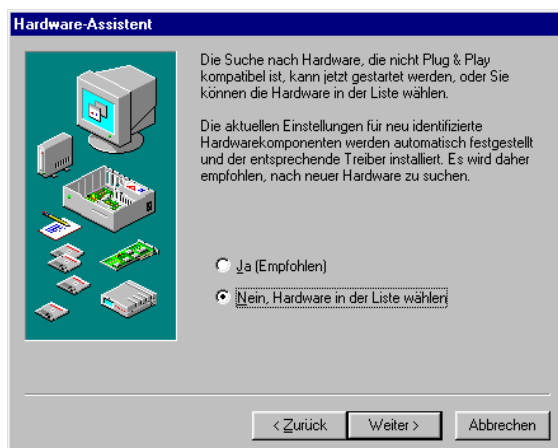 Hardware-Assistent
Die Suche nach Hardware, die nicht Plug & Play
kompatibel ist, kann jetzt gestartet werden, oder Sie
können die Hardware in der Liste wählen.
Die aktuellen Einstellungen für neu identifizierte
Hardwarekomponenten werden automatisch festgestellt
und der entsprechende Treiber installiert. Es wird daher
empfohlen, nach neuer Hardware zu suchen.
Ja (Empfohlen)
Nein, Hardware in der Liste wählen
< Zurück Weiter > Abbrechen